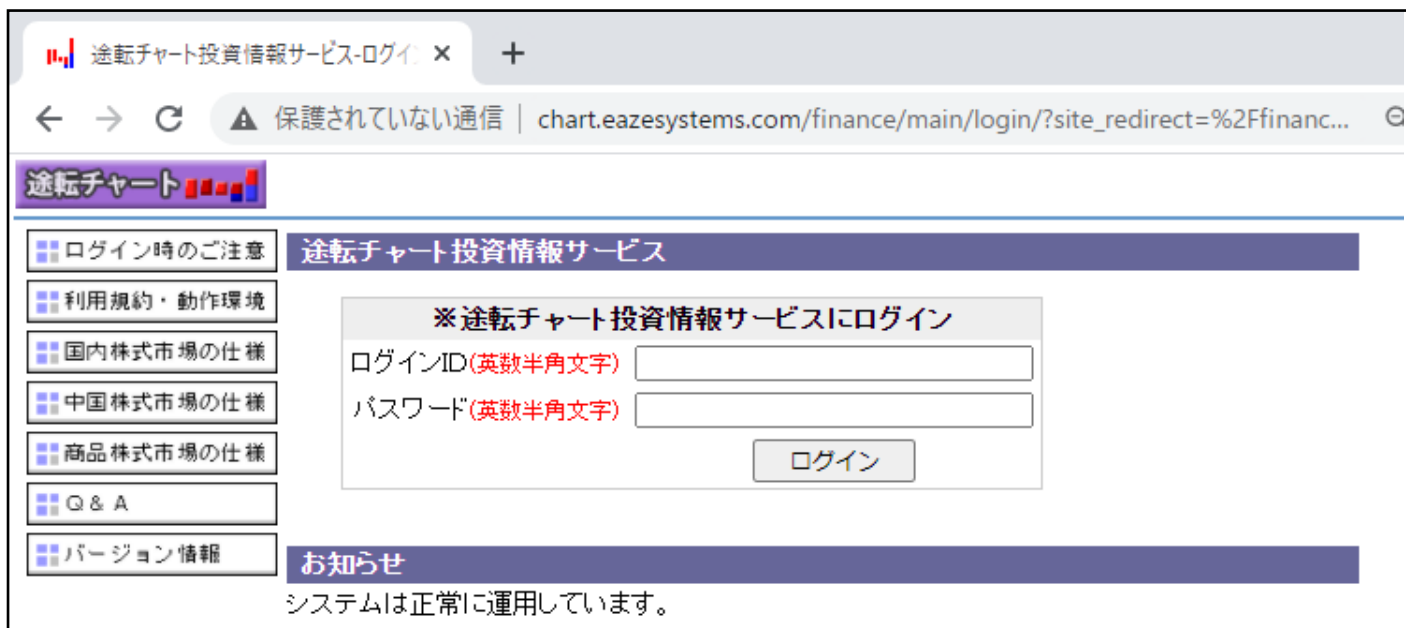 途転チャート投資情報サービス-ログイン
保護されていない通信 | chart.eazesystems.com/finance/main/login/?site_redirect=%2Ffinanc...
途転チャート
ログイン時のご注意
利用規約・動作環境
国内株式市場の仕様
中国株式市場の仕様
商品株式市場の仕様
Q & A
バージョン情報
途転チャート投資情報サービス
※途転チャート投資情報サービスにログイン
ログインID(英数半角文字)
パスワード(英数半角文字)
ログイン
お知らせ
システムは正常に運用しています。